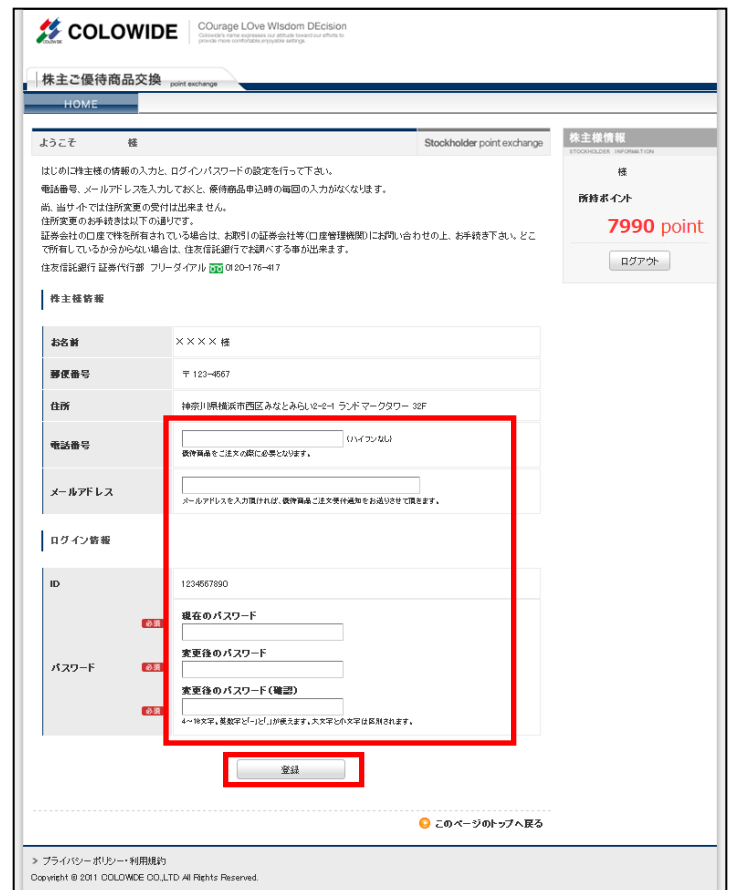 COLOWIDE
COLOWIDE
COurage LOve WIsdom DEcision
Colowide's name expresses our attitude toward our efforts to
provide more comfortable,enjoyable settings.
株主ご優待商品交換 point exchange
HOME
ようこそ 様
Stockholder point exchange
はじめに株主様の情報の入力と、ログインパスワードの設定を行って下さい。
電話番号、メールアドレスを入力しておくと、優待商品申込時の毎回の入力がなくなります。
尚、当サイトでは住所変更の受付は出来ません。
住所変更のお手続きは以下の通りです。
証券会社の口座で株を所有されている場合は、お取引の証券会社等(口座管理機関)にお問い合わせの上、お手続き下さい。どこ
で所有しているか分からない場合は、住友信託銀行でお調べする事が出来ます。
住友信託銀行 証券代行部 フリーダイアル 0120-176-417
株主様情報
お名前 ×××× 様
郵便番号 〒 123-4567
住所 神奈川県横浜市西区みなとみらい2-2-1 ランドマークタワー 32F
電話番号 (ハイフンなし)
優待商品をご注文の際に必要となります。
メールアドレス
メールアドレスを入力頂ければ、優待商品ご注文受付通知をお送りさせて頂きます。
ログイン情報
ID 1234567890
パスワード
必須 現在のパスワード
必須 変更後のパスワード
必須 変更後のパスワード(確認)
4~18文字。英数字と「-」と「_」が使えます。大文字と小文字は区別されます。
登録
このページのトップへ戻る
株主様情報
STOCKHOLDER INFORMATION
様
所持ポイント
7990 point
ログアウト
> プライバシーポリシー・利用規約
Copyright © 2011 COLOWIDE CO.,LTD All Rights Reserved.